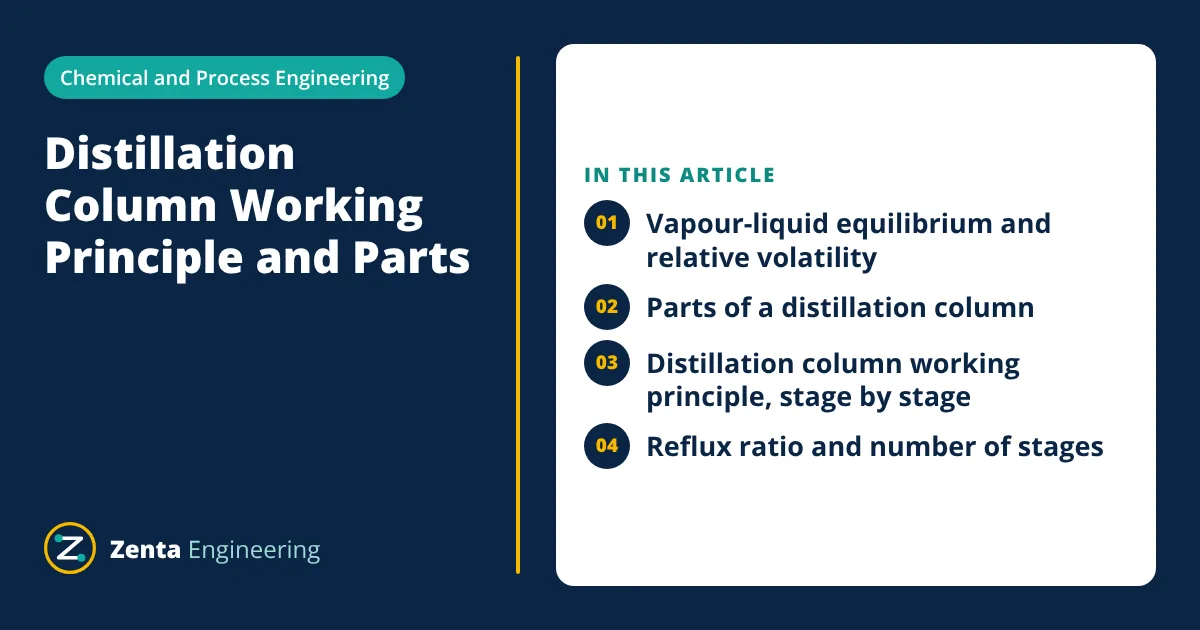 Chemical and Process Engineering
Distillation
Column Working
Principle and Parts
Zenta Engineering
IN THIS ARTICLE
01 Vapour-liquid equilibrium and
relative volatility
02 Parts of a distillation column
03 Distillation column working
principle, stage by stage
04 Reflux ratio and number of stages